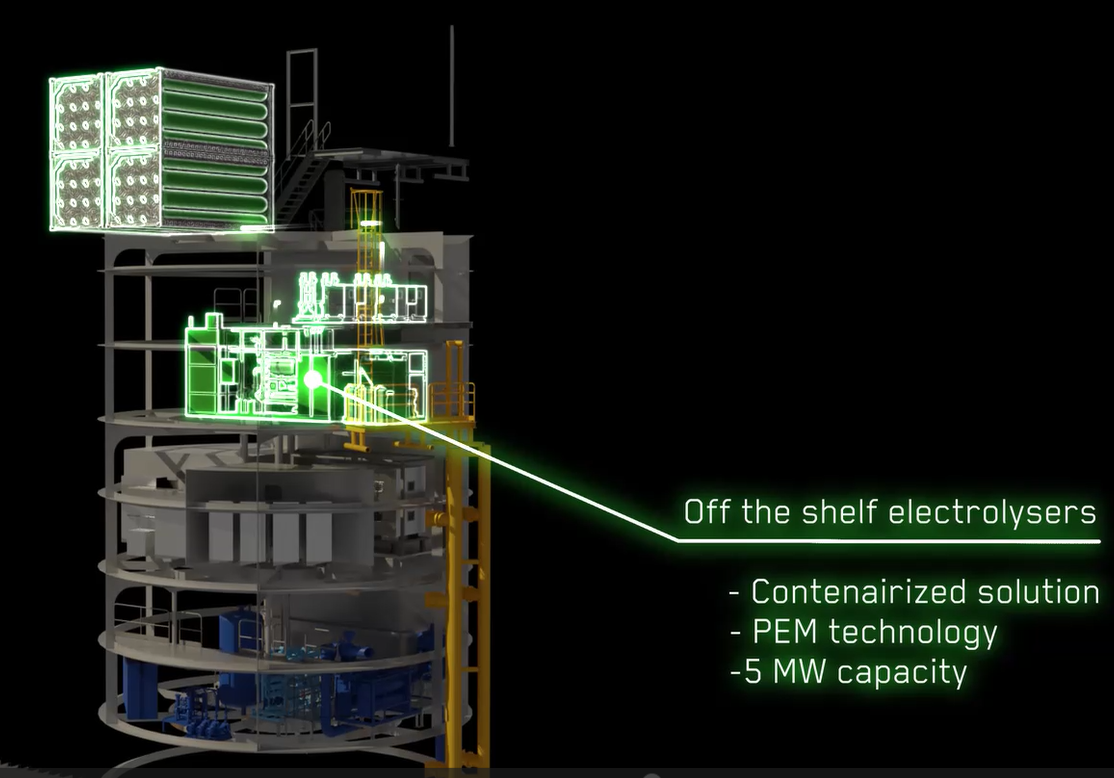 Off the shelf electrolysers
- Contenairized solution
- PEM technology
-5 MW capacity